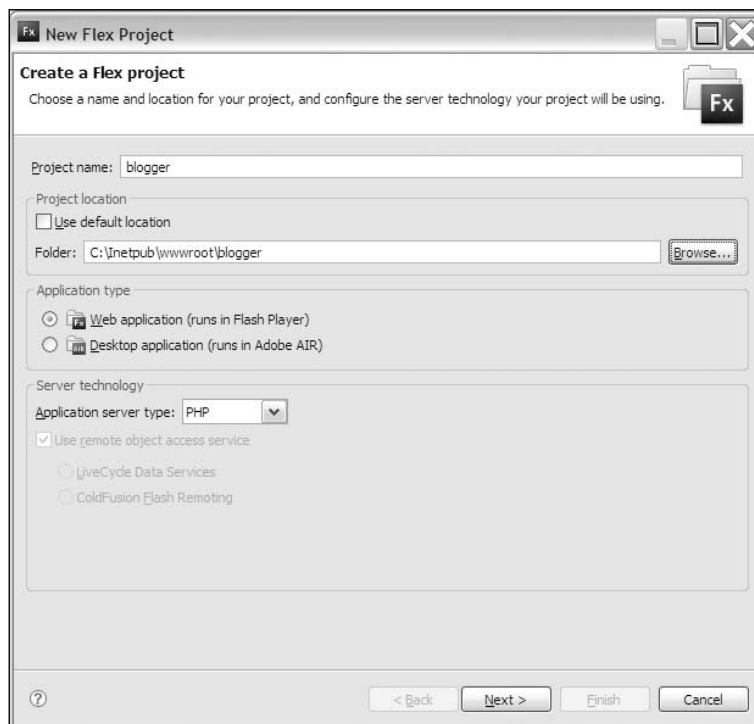 Fx New Flex Project
Create a Flex project
Choose a name and location for your project, and configure the server technology your project will be using.
Fx
Project name: blogger
Project location
Use default location
Folder: C:\Inetpub\wwwroot\blogger Browse...
Application type
Fx Web application (runs in Flash Player)
AIR Desktop application (runs in Adobe AIR)
Server technology
Application server type: PHP
Use remote object access service
LiveCycle Data Services
ColdFusion Flash Remoting
? < Back Next > Finish Cancel